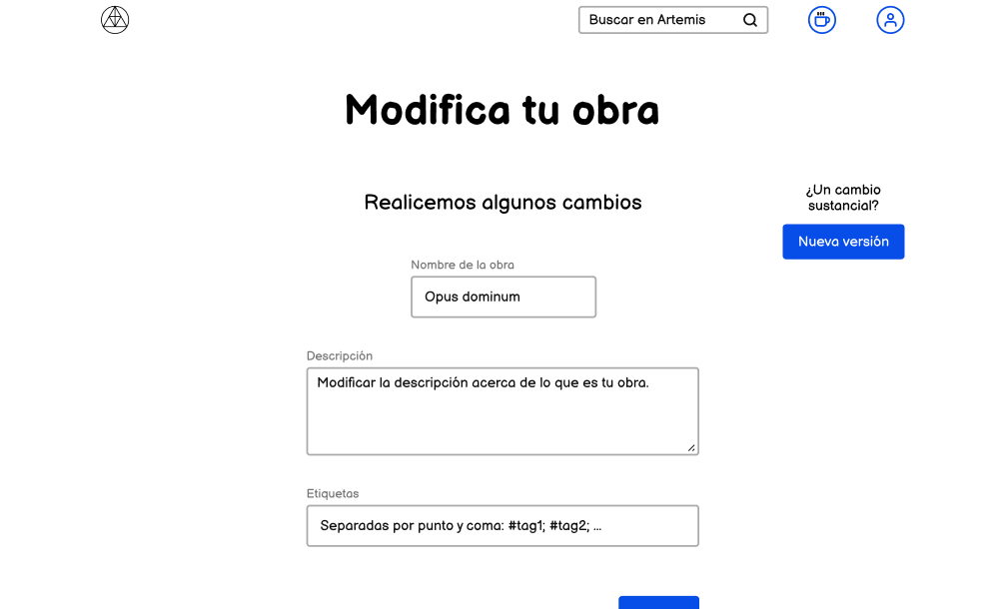 Buscar en Artemis
Modifica tu obra
Realicemos algunos cambios
¿Un cambio
sustancial?
Nueva versión
Nombre de la obra
Opus dominum
Descripción
Modificar la descripción acerca de lo que es tu obra.
Etiquetas
Separadas por punto y coma: #tag1; #tag2; ...